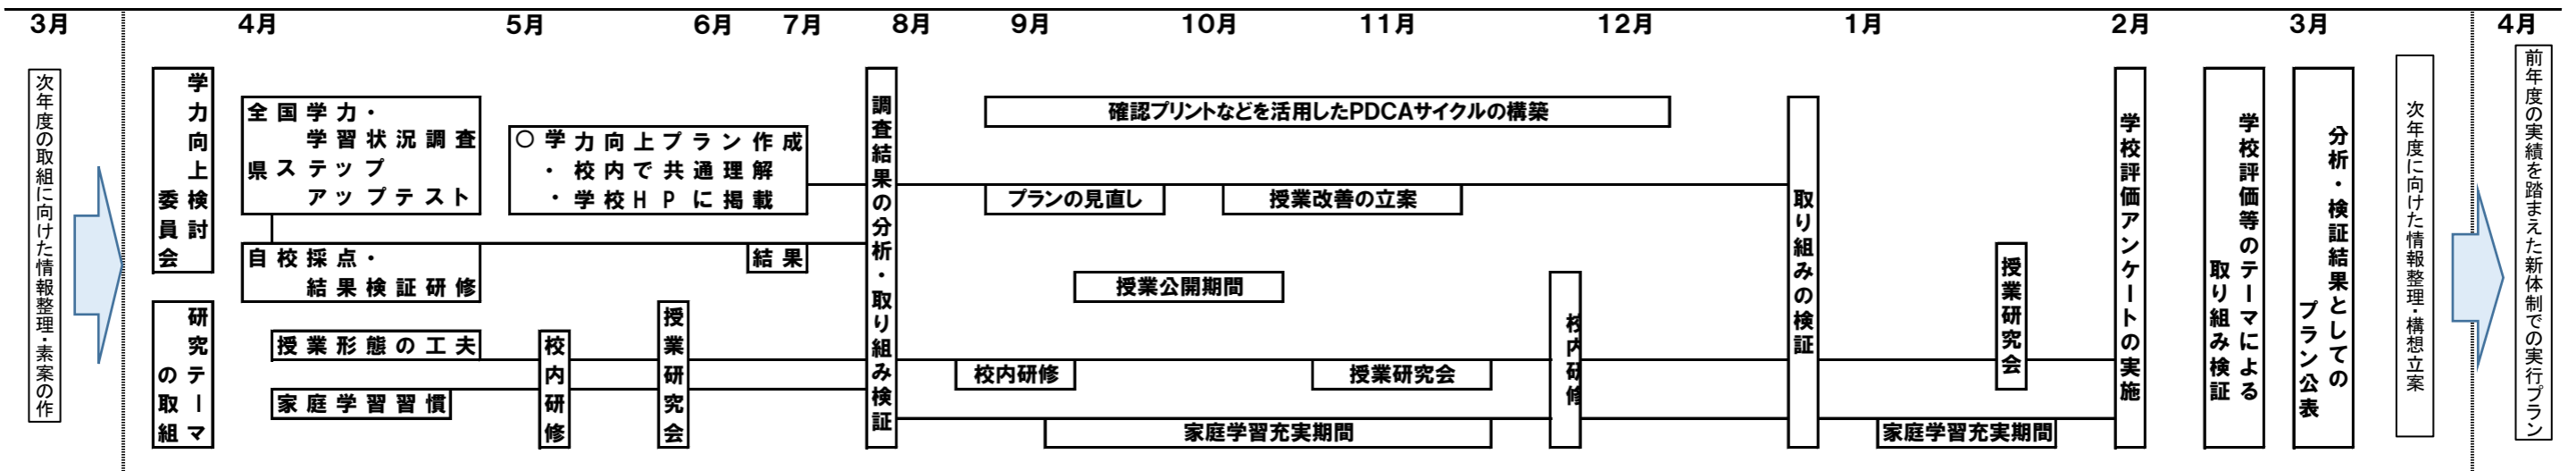 3月
4月
5月
6月
7月
8月
9月
10月
11月
12月
1月
2月
3月
4月
次年度の取組に向けた情報整理・素案の作
学力向上検討
委員会
研究テーマ
の取組
全国学力・
学習状況調査
県ステップ
アップテスト
自校採点・
結果検証研修
授業形態の工夫
家庭学習習慣
○学力向上プラン作成
・校内で共通理解
・学校HPに掲載
結果
校内研修
授業研究会
調査結果の分析・取り組み検証
確認プリントなどを活用したPDCAサイクルの構築
プランの見直し
授業改善の立案
授業公開期間
校内研修
授業研究会
家庭学習充実期間
校内研修
取り組みの検証
授業研究会
家庭学習充実期間
学校評価アンケートの実施
学校評価等のテーマによる
取り組み検証
分析・検証結果としての
プラン公表
次年度に向けた情報整理・構想立案
前年度の実績を踏まえた新体制での実行プラン